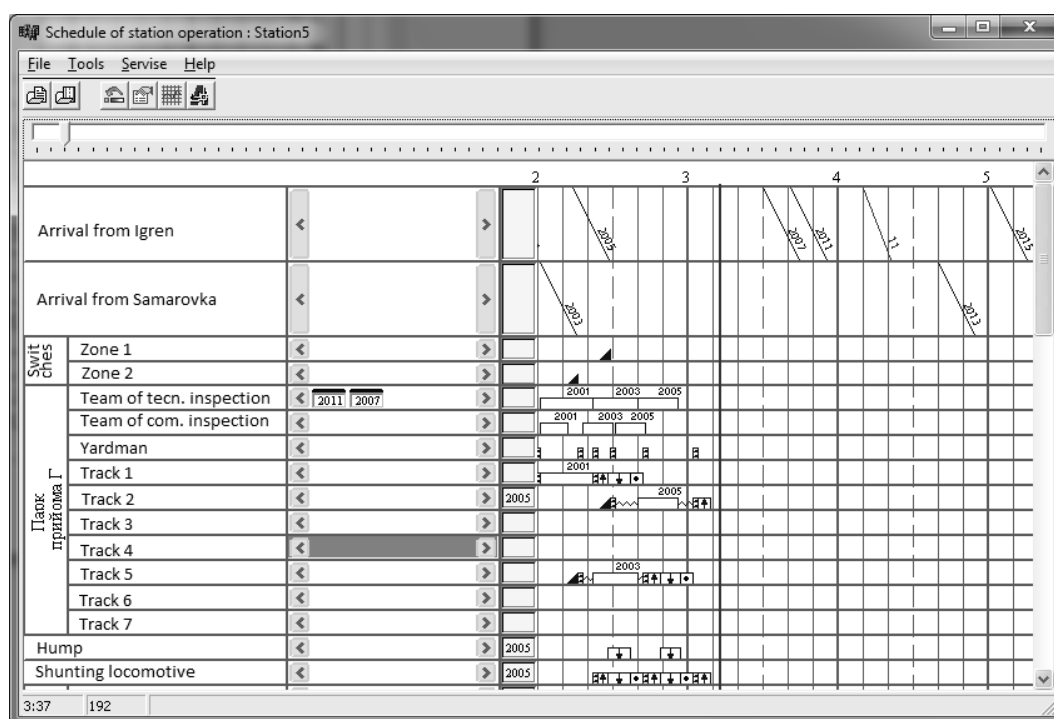 Schedule of station operation : Station5
File Tools Servise Help
2 3 4 5
Arrival from Igren
2005 2007 2011 11 2015
Arrival from Samarovka
2003 2013
Swit
ches
Zone 1
Zone 2
Парк
прийома Г
Team of tecn. inspection 2011 2007 2001 2003 2005
Team of com. inspection 2001 2003 2005
Yardman
Track 1 2001
Track 2 2005 2005
Track 3
Track 4
Track 5 2003
Track 6
Track 7
Hump 2005
Shunting locomotive 2005
3:37 192